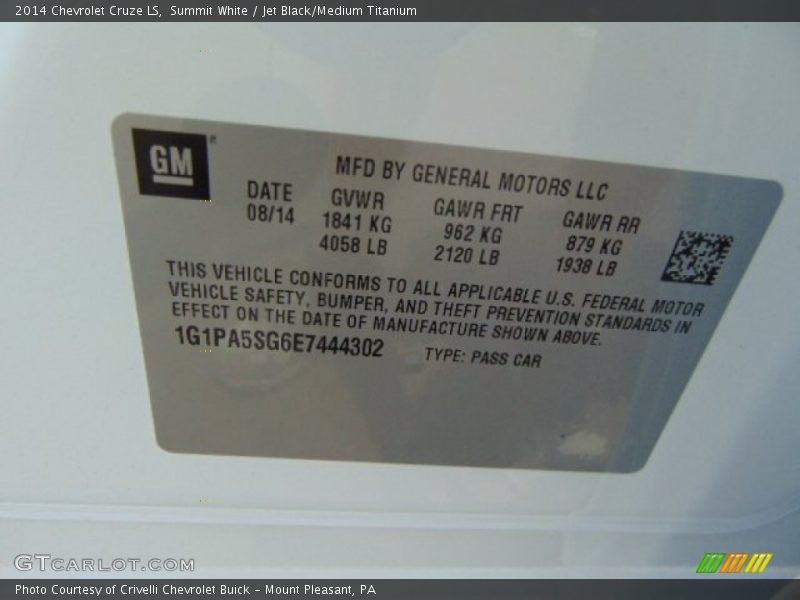 2014 Chevrolet Cruze LS, Summit White / Jet Black/Medium Titanium
GM®
MFD BY GENERAL MOTORS LLC
DATE GVWR GAWR FRT GAWR RR
08/14 1841 KG 962 KG 879 KG
4058 LB 2120 LB 1938 LB
THIS VEHICLE CONFORMS TO ALL APPLICABLE U.S. FEDERAL MOTOR
VEHICLE SAFETY, BUMPER, AND THEFT PREVENTION STANDARDS IN
EFFECT ON THE DATE OF MANUFACTURE SHOWN ABOVE.
1G1PA5SG6E7444302 TYPE: PASS CAR
GTCARLOT.COM
Photo Courtesy of Crivelli Chevrolet Buick – Mount Pleasant, PA